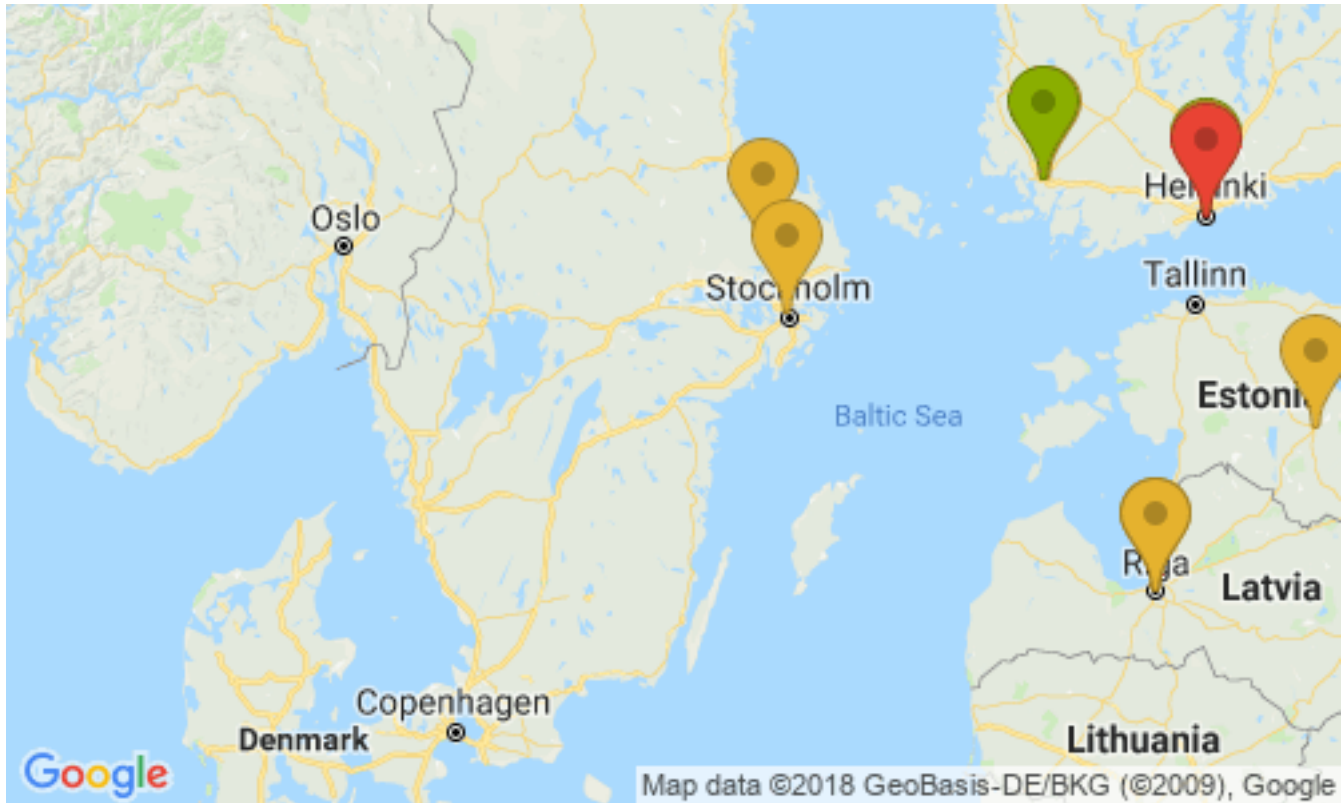 Helsinki
Oslo
Tallinn
Stockholm
Estonia
Baltic Sea
Riga
Latvia
Copenhagen
Denmark
Lithuania
Google
Map data ©2018 GeoBasis-DE/BKG (©2009), Google